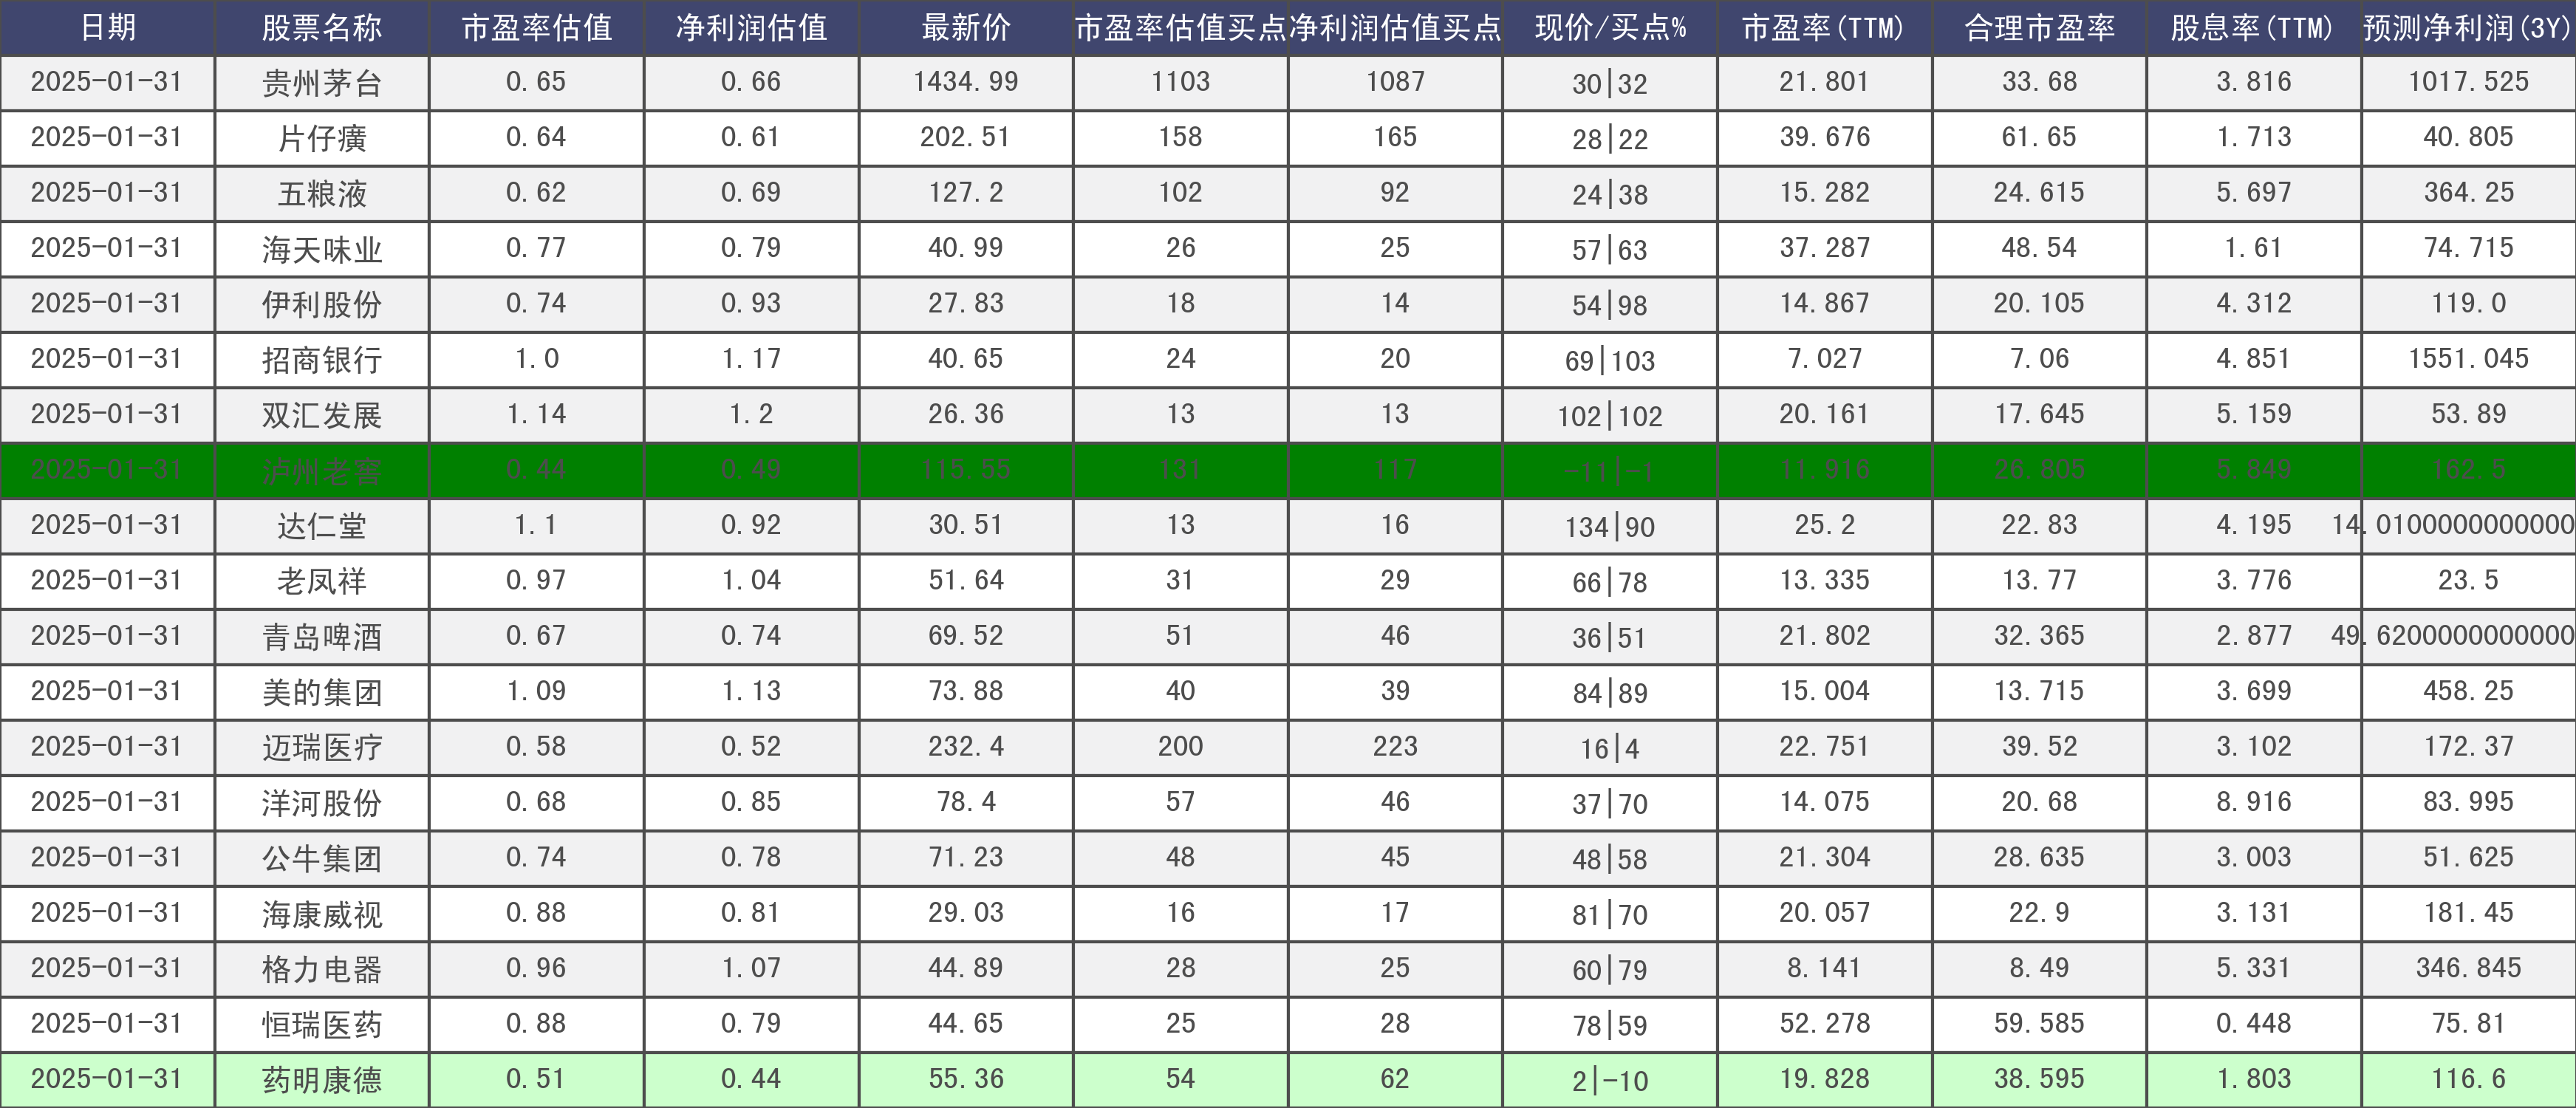 日期 股票名称 市盈率估值 净利润估值 最新价 市盈率估值买点 净利润估值买点 现价/买点% 市盈率(TTM) 合理市盈率 股息率(TTM) 预测净利润(3Y)
2025-01-31 贵州茅台 0.65 0.66 1434.99 1103 1087 30|32 21.801 33.68 3.816 1017.525
2025-01-31 片仔癀 0.64 0.61 202.51 158 165 28|22 39.676 61.65 1.713 40.805
2025-01-31 五粮液 0.62 0.69 127.2 102 92 24|38 15.282 24.615 5.697 364.25
2025-01-31 海天味业 0.77 0.79 40.99 26 25 57|63 37.287 48.54 1.61 74.715
2025-01-31 伊利股份 0.74 0.93 27.83 18 14 54|98 14.867 20.105 4.312 119.0
2025-01-31 招商银行 1.0 1.17 40.65 24 20 69|103 7.027 7.06 4.851 1551.045
2025-01-31 双汇发展 1.14 1.2 26.36 13 13 102|102 20.161 17.645 5.159 53.89
2025-01-31 泸州老窖 0.44 0.49 115.55 131 117 -11|-1 11.916 26.805 5.849 162.5
2025-01-31 达仁堂 1.1 0.92 30.51 13 16 134|90 25.2 22.83 4.195 14.0100000000000
2025-01-31 老凤祥 0.97 1.04 51.64 31 29 66|78 13.335 13.77 3.776 23.5
2025-01-31 青岛啤酒 0.67 0.74 69.52 51 46 36|51 21.802 32.365 2.877 49.6200000000000
2025-01-31 美的集团 1.09 1.13 73.88 40 39 84|89 15.004 13.715 3.699 458.25
2025-01-31 迈瑞医疗 0.58 0.52 232.4 200 223 16|4 22.751 39.52 3.102 172.37
2025-01-31 洋河股份 0.68 0.85 78.4 57 46 37|70 14.075 20.68 8.916 83.995
2025-01-31 公牛集团 0.74 0.78 71.23 48 45 48|58 21.304 28.635 3.003 51.625
2025-01-31 海康威视 0.88 0.81 29.03 16 17 81|70 20.057 22.9 3.131 181.45
2025-01-31 格力电器 0.96 1.07 44.89 28 25 60|79 8.141 8.49 5.331 346.845
2025-01-31 恒瑞医药 0.88 0.79 44.65 25 28 78|59 52.278 59.585 0.448 75.81
2025-01-31 药明康德 0.51 0.44 55.36 54 62 2|-10 19.828 38.595 1.803 116.6